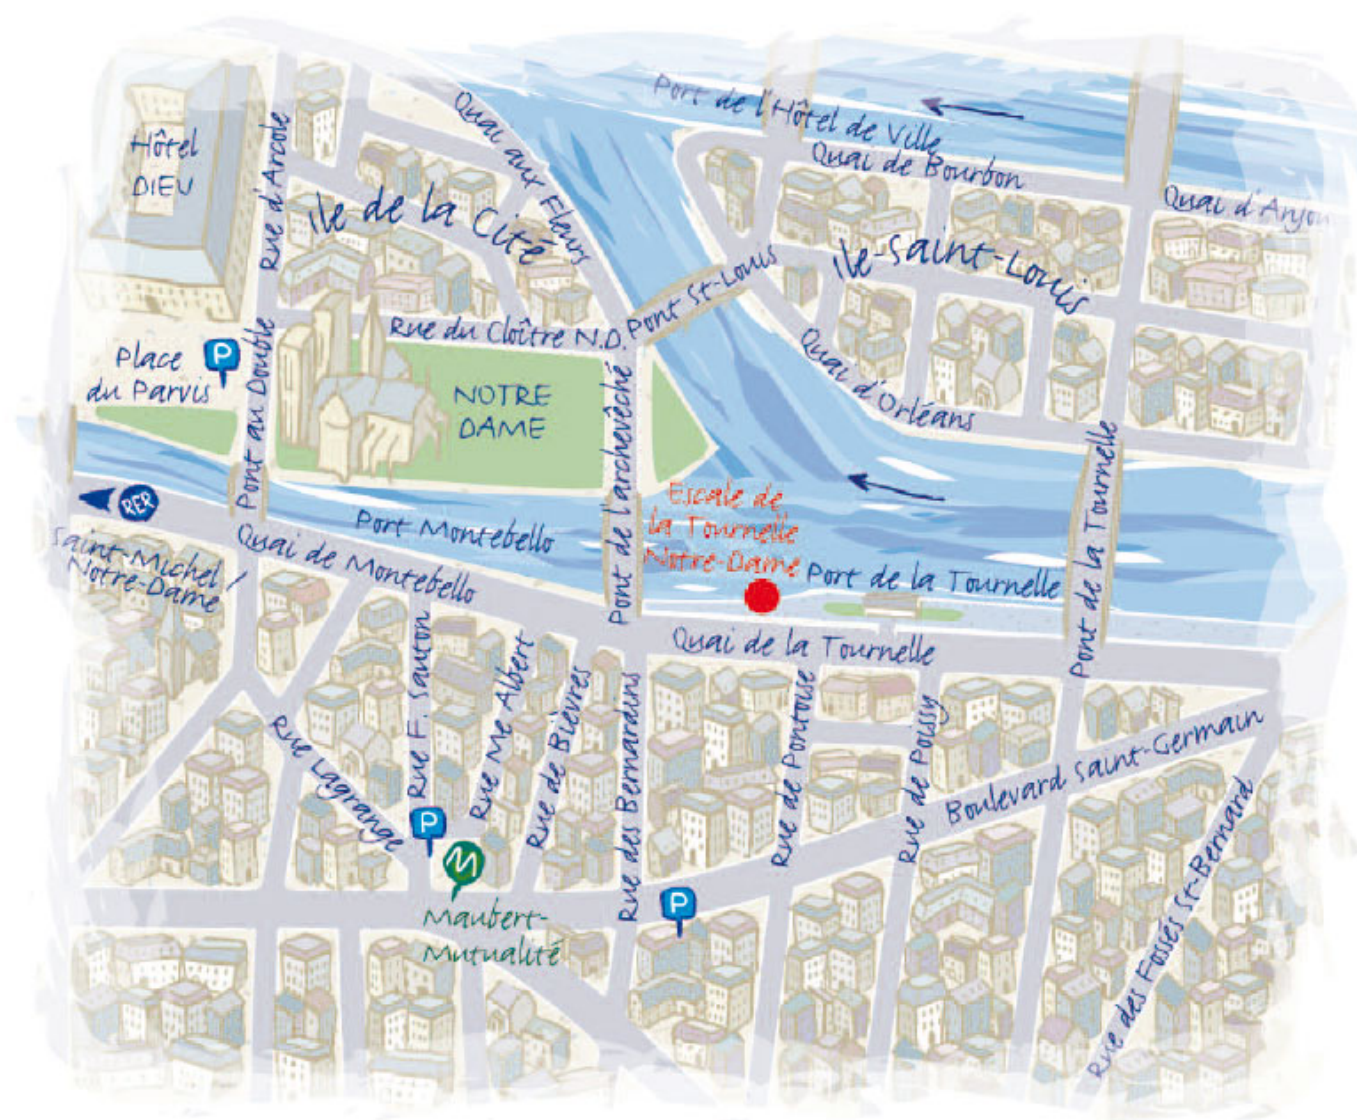 Port de l'Hôtel de Ville
Quai de Bourbon
Quai d'Anjou
Quai aux Fleurs
Hôtel
DIEU
Rue d'Arcole
Ile de la Cité
Ile-Saint-Louis
Pont St-Louis
Rue du Cloître N.D.
Quai d'Orléans
Place
du Parvis
P
Pont au Double
NOTRE
DAME
Pont de l'archevêché
Pont de la Tournelle
RER
Saint-Michel /
Notre-Dame
Port Montebello
Quai de Montebello
Escale de
la Tournelle
Notre-Dame
Port de la Tournelle
Quai de la Tournelle
Rue Lagrange
Rue F. Sauton
Rue Me Albert
Rue de Bièvres
Rue des Bernardins
Rue de Pontoise
Rue de Poissy
Boulevard Saint-Germain
Rue des Fossés St-Bernard
P
M
Maubert-
Mutualité
P